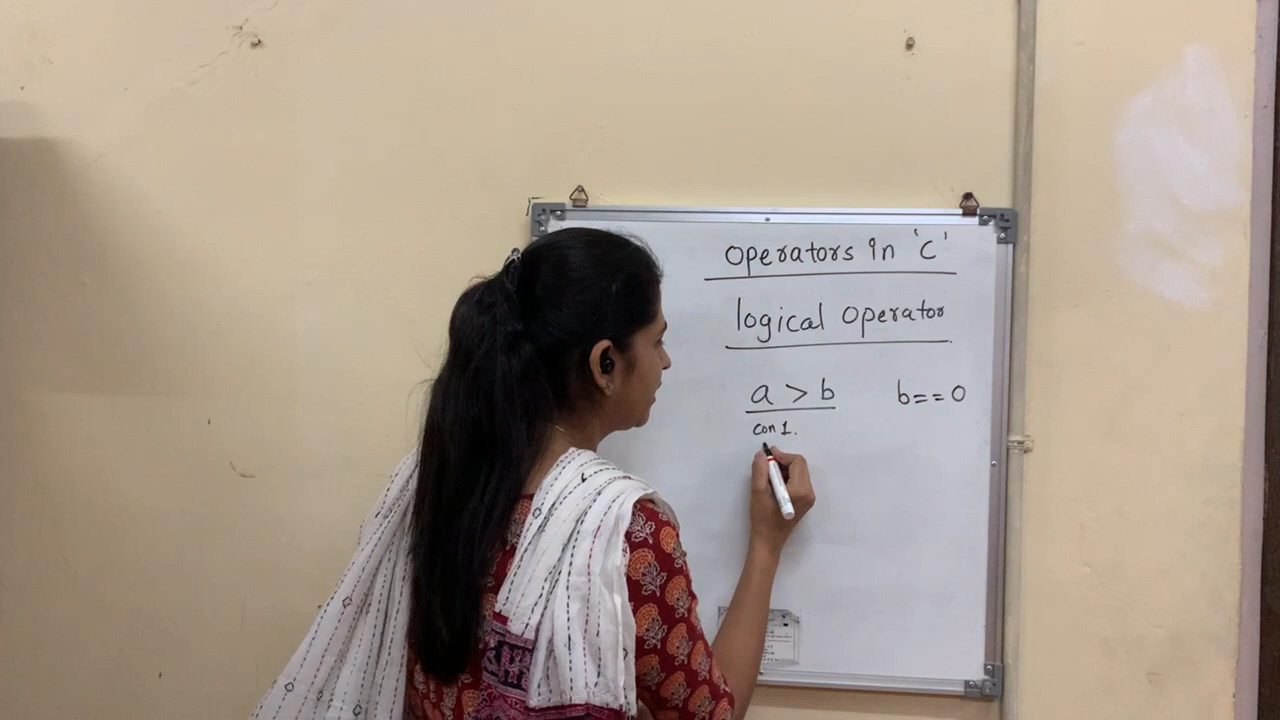 operators in 'c'
logical operator
a > b b==0
con 1.